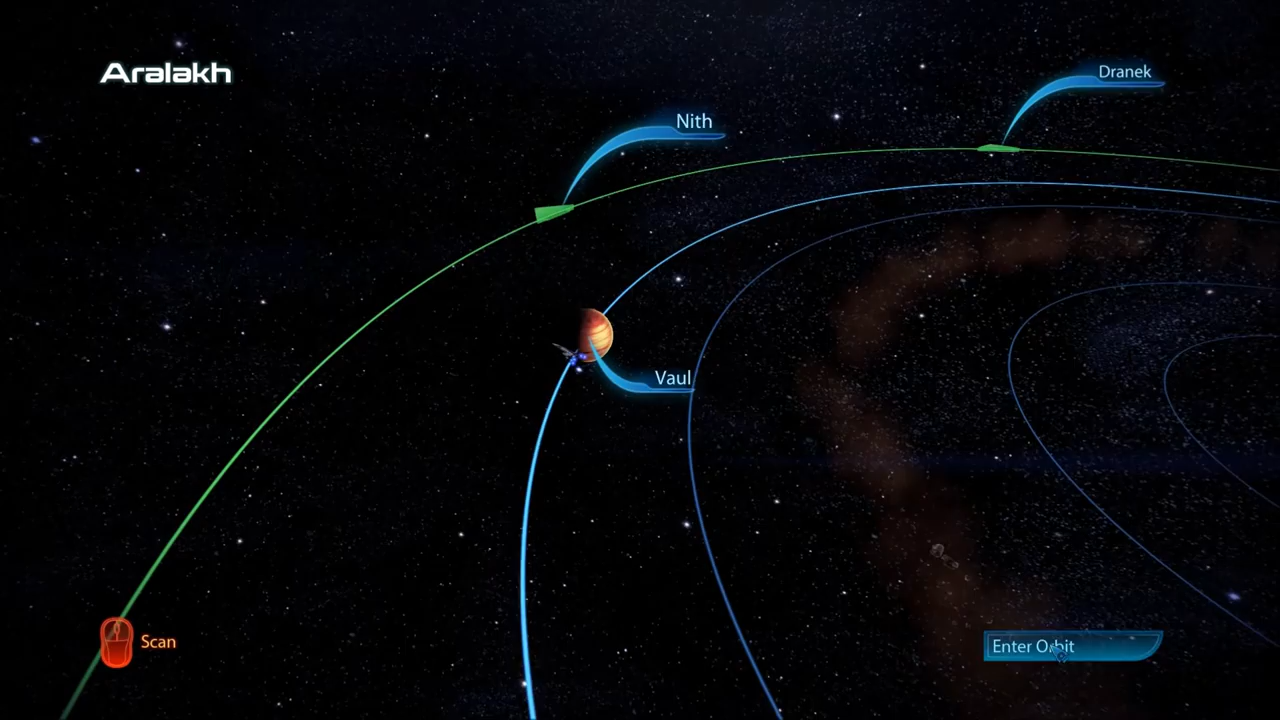 Aralakh
Dranek
Nith
Vaul
Scan
Enter Orbit